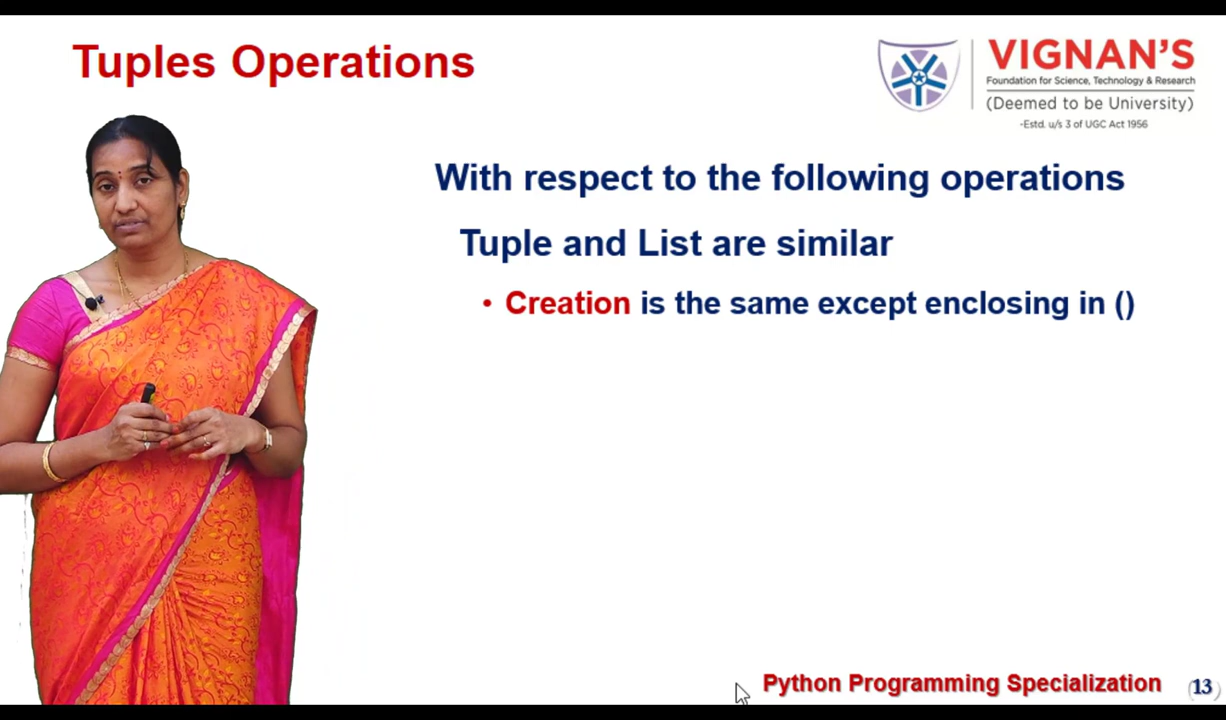 Tuples Operations
VIGNAN'S
Foundation for Science, Technology & Research
(Deemed to be University)
-Estd. u/s 3 of UGC Act 1956
With respect to the following operations
Tuple and List are similar
• Creation is the same except enclosing in ()
Python Programming Specialization
(13)